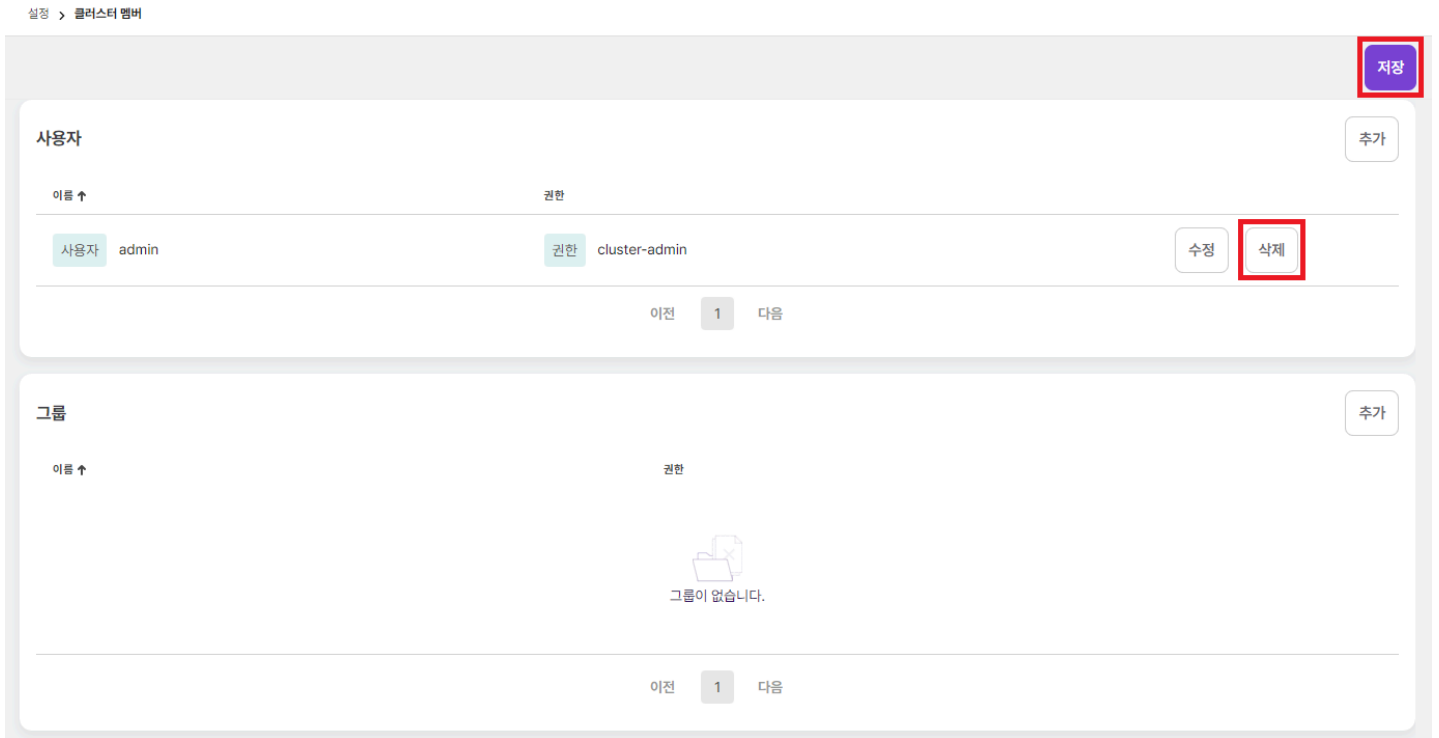 설정 > 클러스터 멤버
저장
사용자
추가
이름 ↑ 권한
사용자 admin 권한 cluster-admin 수정 삭제
이전 1 다음
그룹
추가
이름 ↑ 권한
그룹이 없습니다.
이전 1 다음